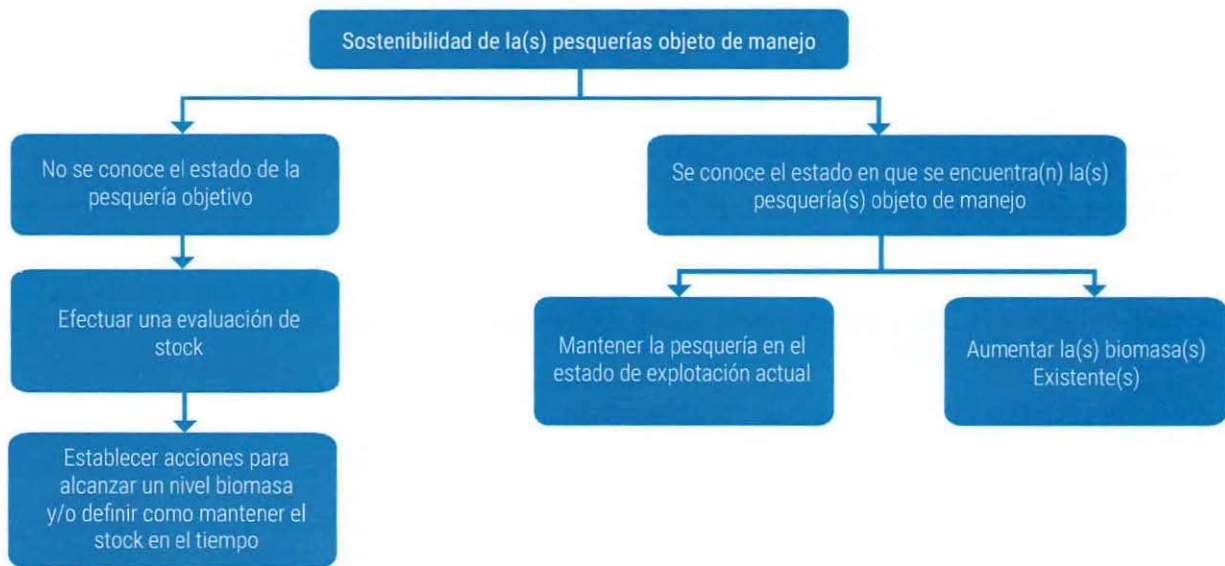 Sostenibilidad de la(s) pesquerías objeto de manejo
No se conoce el estado de la
pesquería objetivo
Se conoce el estado en que se encuentra(n) la(s)
pesquería(s) objeto de manejo
Efectuar una evaluación de
stock
Mantener la pesquería en el
estado de explotación actual
Aumentar la(s) biomasa(s)
Existente(s)
Establecer acciones para
alcanzar un nivel biomasa
y/o definir como mantener el
stock en el tiempo